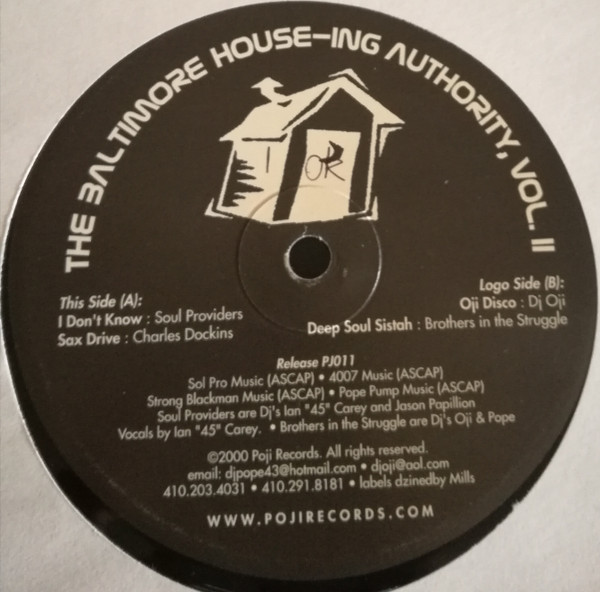 THE BALTIMORE HOUSE-ING AUTHORITY, VOL. II
OK
This Side (A):
I Don't Know : Soul Providers
Sax Drive : Charles Dockins
Logo Side (B):
Oji Disco : Dj Oji
Deep Soul Sistah : Brothers in the Struggle
Release PJ011
Sol Pro Music (ASCAP) • 4007 Music (ASCAP)
Strong Blackman Music (ASCAP) • Pope Pump Music (ASCAP)
Soul Providers are Dj's Ian "45" Carey and Jason Papillion
Vocals by Ian "45" Carey. • Brothers in the Struggle are Dj's Oji & Pope
©2000 Poji Records. All rights reserved.
email: djpope43@hotmail.com • djoji@aol.com
410.203.4031 • 410.291.8181 • labels dzinedby Mills
WWW.POJIRECORDS.COM